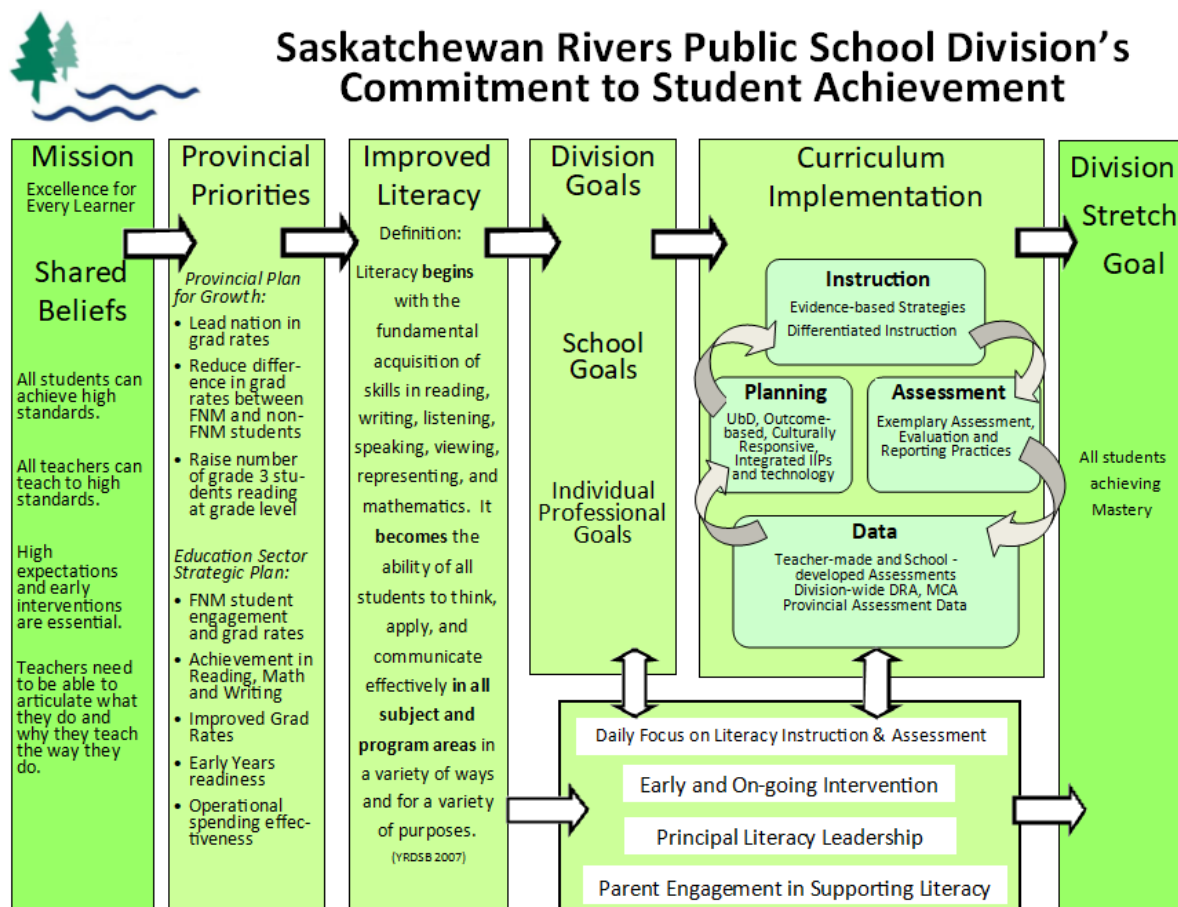 Saskatchewan Rivers Public School Division's
Commitment to Student Achievement
Mission
Excellence for
Every Learner
Shared
Beliefs
All students can
achieve high
standards.
All teachers can
teach to high
standards.
High
expectations
and early
interventions
are essential.
Teachers need
to be able to
articulate what
they do and
why they teach
the way they
do.
Provincial
Priorities
Provincial Plan
for Growth:
• Lead nation in
grad rates
• Reduce differ-
ence in grad
rates between
FNM and non-
FNM students
• Raise number
of grade 3 stu-
dents reading
at grade level
Education Sector
Strategic Plan:
• FNM student
engagement
and grad rates
• Achievement in
Reading, Math
and Writing
• Improved Grad
Rates
• Early Years
readiness
• Operational
spending effec-
tiveness
Improved
Literacy
Definition:
Literacy begins
with the
fundamental
acquisition of
skills in reading,
writing, listening,
speaking, viewing,
representing, and
mathematics. It
becomes the
ability of all
students to think,
apply, and
communicate
effectively in all
subject and
program areas in
a variety of ways
and for a variety
of purposes.
(YRDSB 2007)
Division
Goals
School
Goals
Individual
Professional
Goals
Curriculum
Implementation
Instruction
Evidence-based Strategies
Differentiated Instruction
Planning
UbD, Outcome-
based, Culturally
Responsive,
Integrated IIPs
and technology
Assessment
Exemplary Assessment,
Evaluation and
Reporting Practices
Data
Teacher-made and School -
developed Assessments
Division-wide DRA, MCA
Provincial Assessment Data
Daily Focus on Literacy Instruction & Assessment
Early and On-going Intervention
Principal Literacy Leadership
Parent Engagement in Supporting Literacy
Division
Stretch
Goal
All students
achieving
Mastery